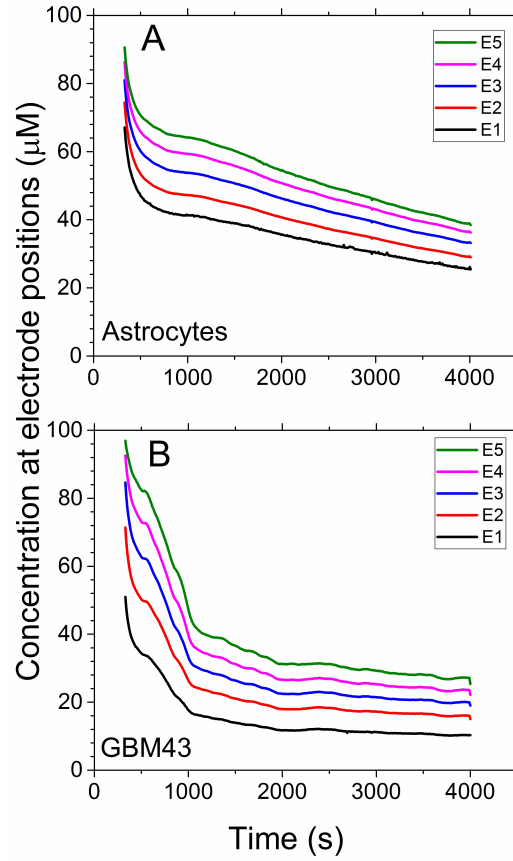 Concentration at electrode positions (μM)
100
80
60
40
20
0
A
E5
E4
E3
E2
E1
Astrocytes
0
1000
2000
3000
4000
100
80
60
40
20
0
B
E5
E4
E3
E2
E1
GBM43
0
1000
2000
3000
4000
Time (s)